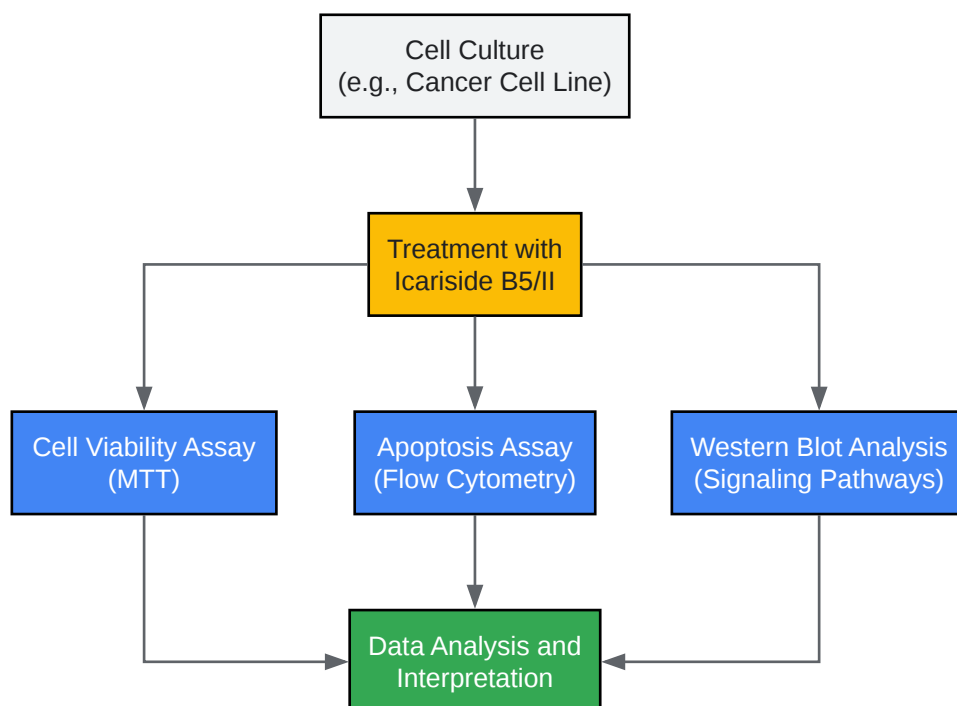 Cell Culture
(e.g., Cancer Cell Line)
Treatment with
Icariside B5/II
Cell Viability Assay
(MTT)
Apoptosis Assay
(Flow Cytometry)
Western Blot Analysis
(Signaling Pathways)
Data Analysis and
Interpretation